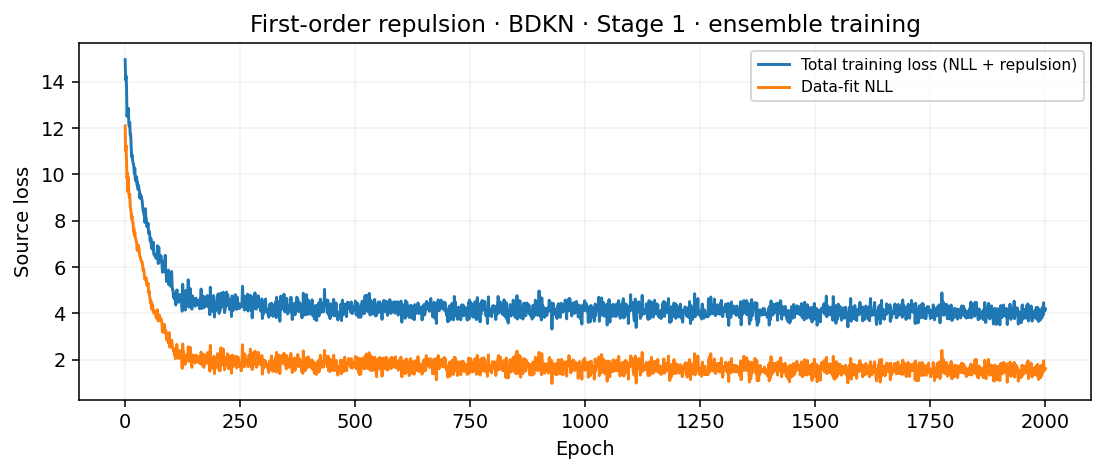 First-order repulsion · BDKN · Stage 1 · ensemble training
Total training loss (NLL + repulsion)
Data-fit NLL
Source loss
14
12
10
8
6
4
2
0 250 500 750 1000 1250 1500 1750 2000
Epoch